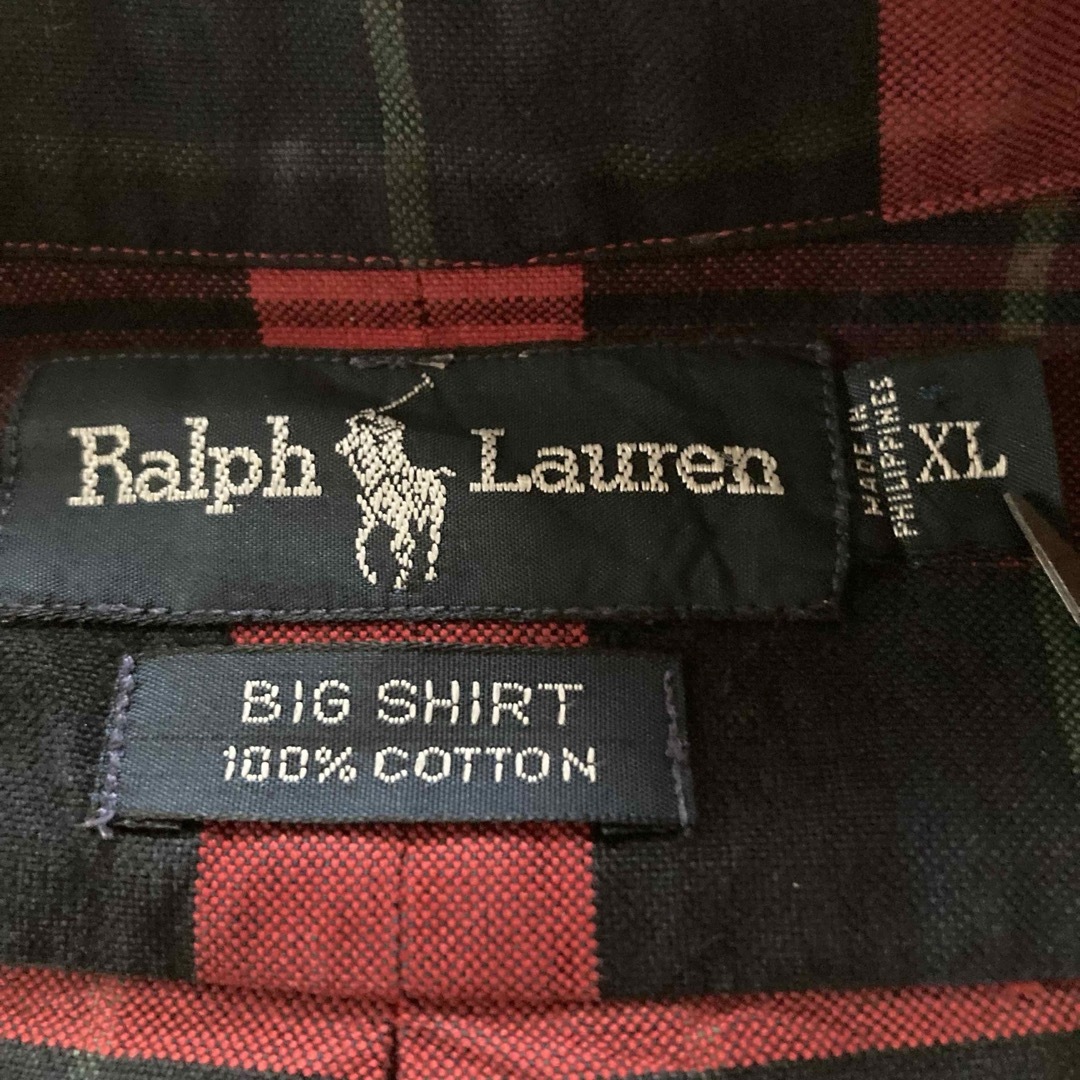 Ralph Lauren
MADE IN
PHILIPPINES
XL
BIG SHIRT
100% COTTON